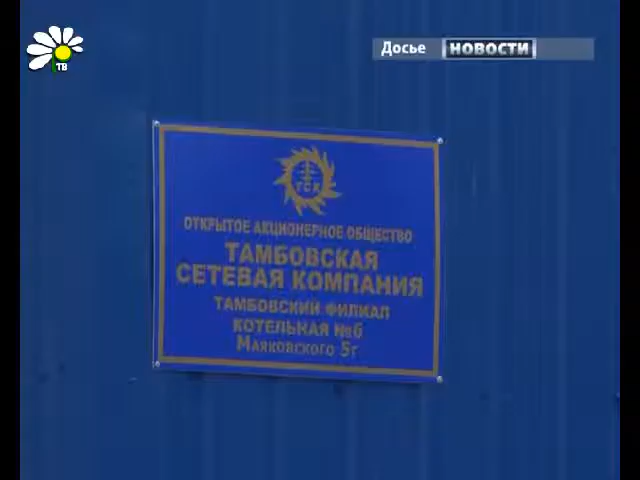 ТВ
Досье НОВОСТИ
ТСК
ОТКРЫТОЕ АКЦИОНЕРНОЕ ОБЩЕСТВО
ТАМБОВСКАЯ
СЕТЕВАЯ КОМПАНИЯ
ТАМБОВСКИЙ ФИЛИАЛ
КОТЕЛЬНАЯ №6
Маяковского 5г